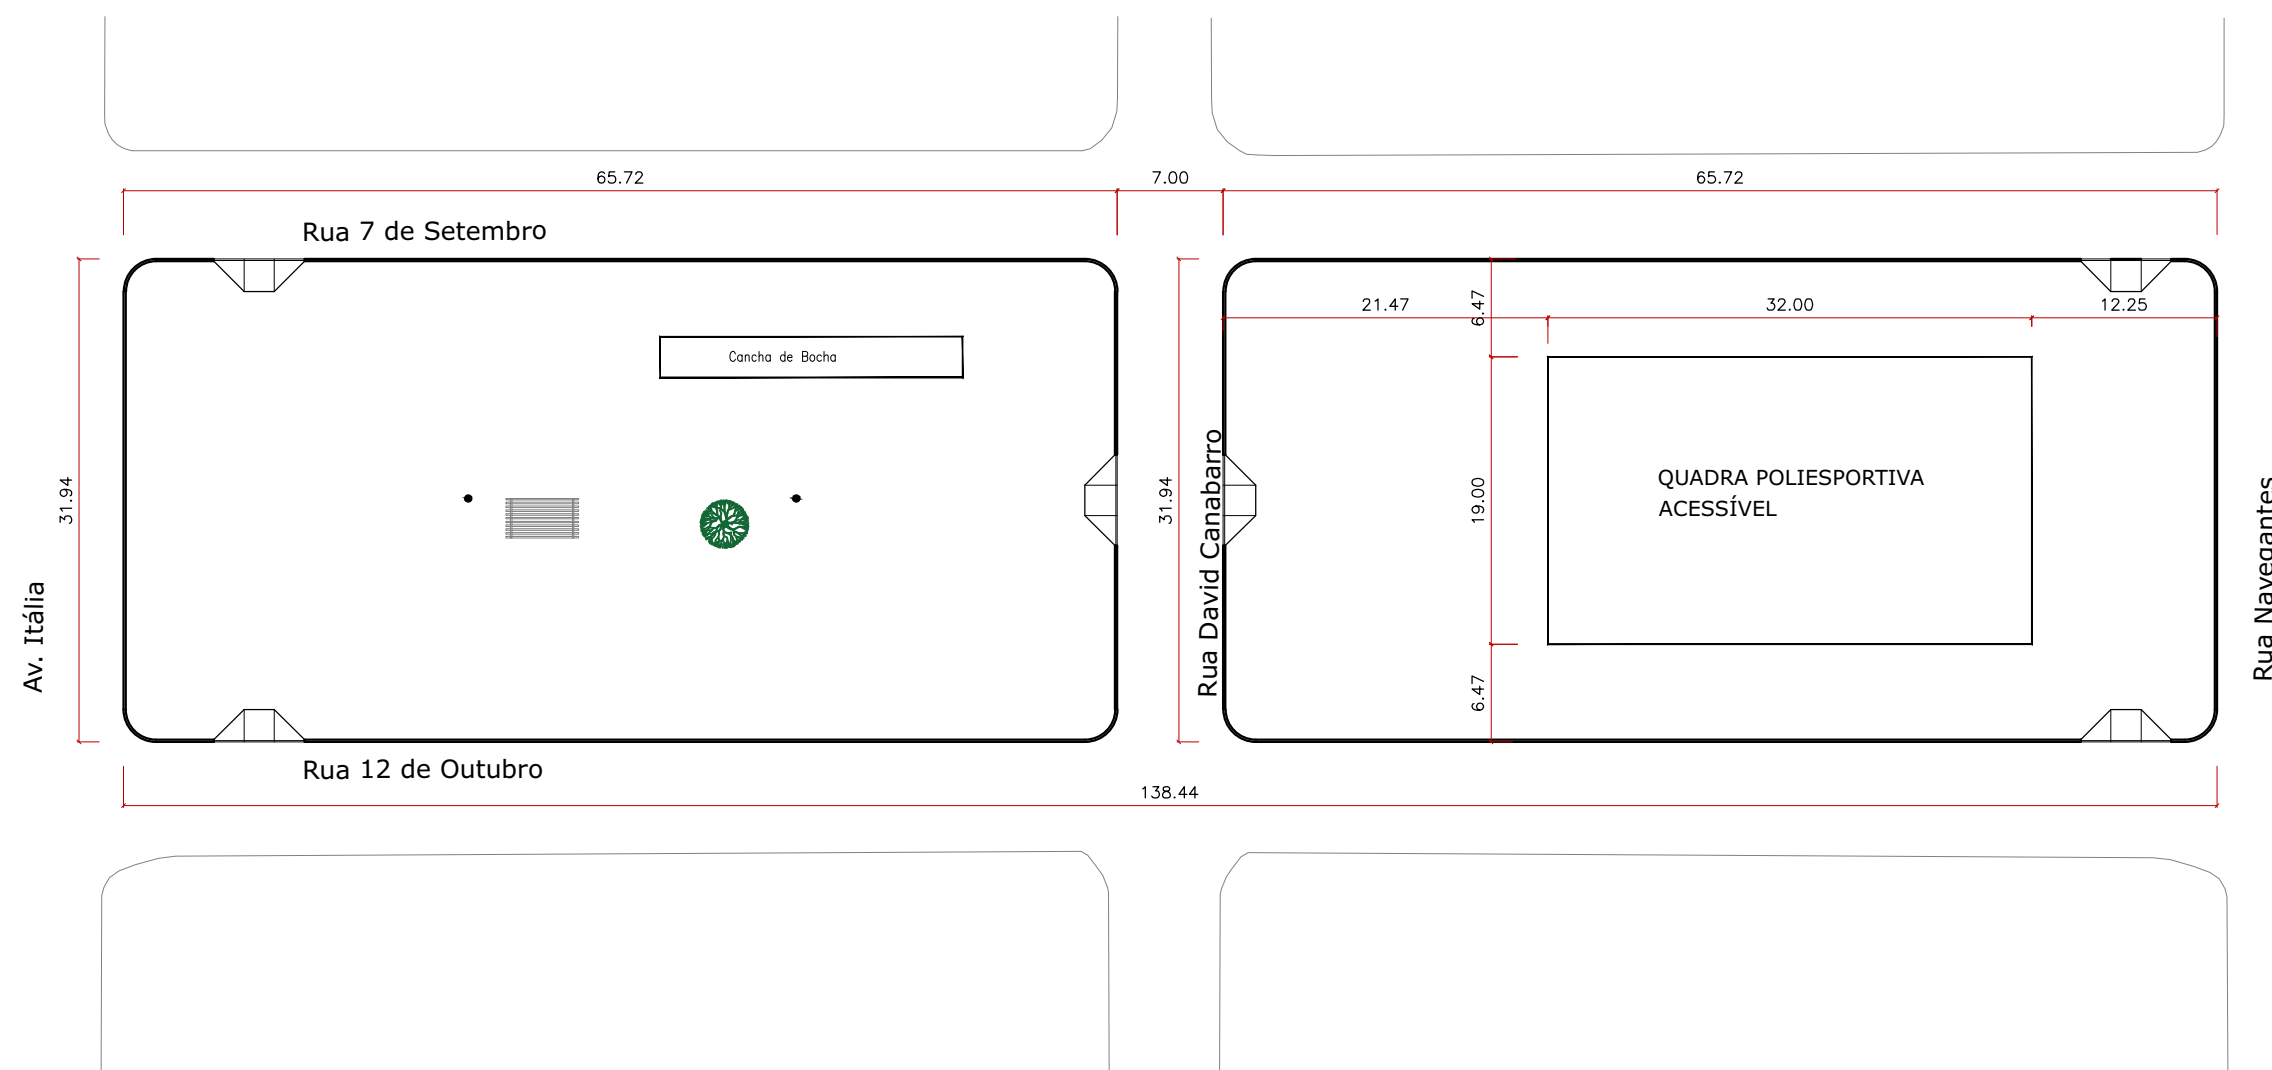 65.72
7.00
65.72
Rua 7 de Setembro
21.47
6.47
32.00
12.25
Cancha de Bocha
31.94
31.94
19.00
QUADRA POLIESPORTIVA
ACESSÍVEL
Av. Itália
Rua David Canabarro
Rua Navegantes
6.47
Rua 12 de Outubro
138.44